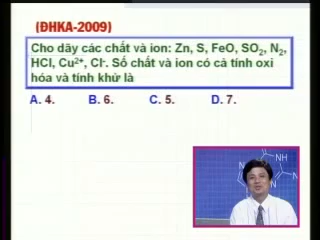 (ĐHKA-2009)
Cho dãy các chất và ion: Zn, S, FeO, SO₂, N₂,
HCl, Cu²⁺, Cl⁻. Số chất và ion có cả tính oxi
hóa và tính khử là
A. 4. B. 6. C. 5. D. 7.
NH
N